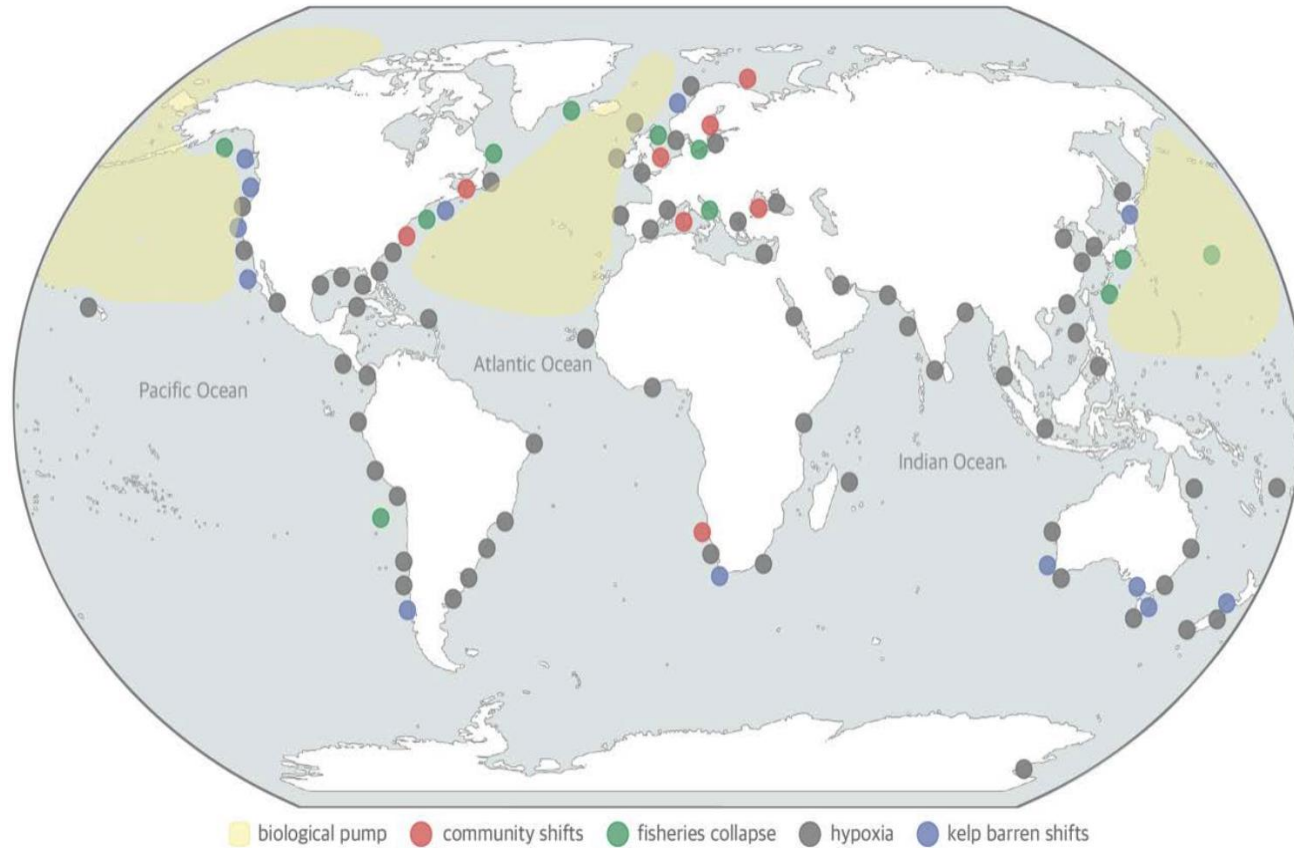 Atlantic Ocean
Pacific Ocean
Indian Ocean
biological pump community shifts fisheries collapse hypoxia kelp barren shifts